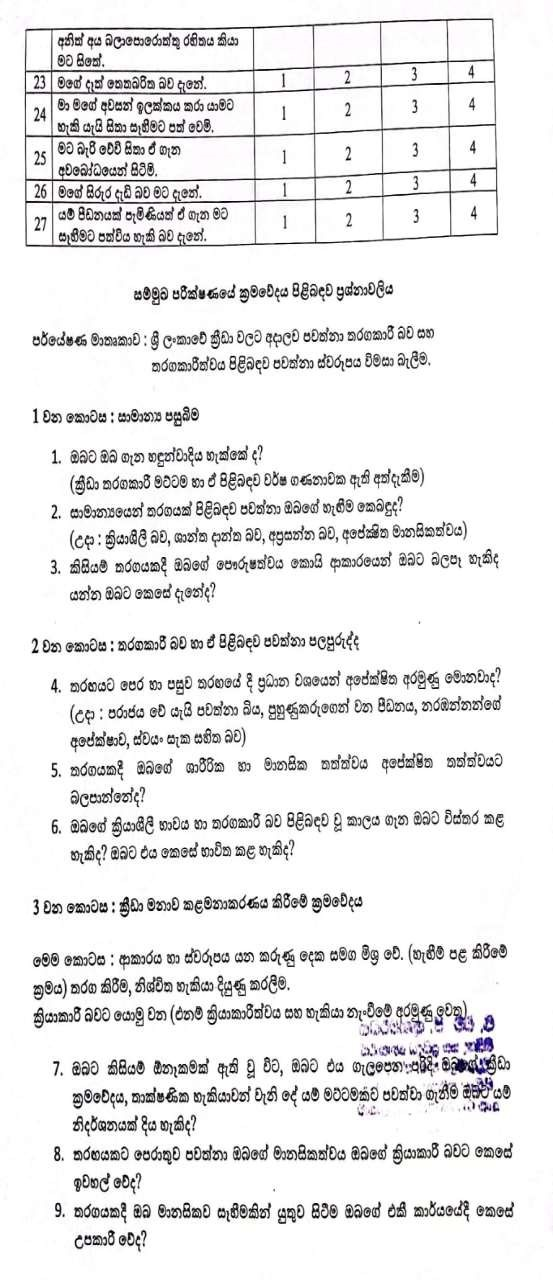 අනිත් අය බලාපොරොත්තු රහිතය කියා
මට සිතේ.
23 මගේ දෑත් තෙතබරිත බව දැනේ. 1 2 3 4
24 මා මගේ අවසන් ඉලක්කය කරා යාමට
හැකි යැයි සිතා සෑහීමට පත් වෙමි. 1 2 3 4
25 මට බැරි වේවි සිතා ඒ ගැන
අවබෝධයෙන් සිටිමි. 1 2 3 4
26 මගේ සිරුර දැඩි බව මට දැනේ. 1 2 3 4
27 යම් පීඩනයක් පැමිණියත් ඒ ගැන මට
සෑහීමට පත්විය හැකි බව දැනේ. 1 2 3 4
සම්මුඛ පරීක්ෂණයේ ක්‍රමවේදය පිළිබඳව ප්‍රශ්නාවලිය
පර්යේෂණ මාතෘකාව : ශ්‍රී ලංකාවේ ක්‍රීඩා වලට අදාලව පවත්නා තරගකාරී බව සහ
තරගකාරීත්වය පිළිබඳව පවත්නා ස්වරූපය විමසා බැලීම.
1 වන කොටස : සාමාන්‍ය පසුබිම
1. ඔබට ඔබ ගැන හඳුන්වාදිය හැක්කේ ද?
(ක්‍රීඩා තරගකාරී මට්ටම හා ඒ පිළිබඳව වර්ෂ ගණනාවක ඇති අත්දැකීම)
2. සාමාන්‍යයෙන් තරගයක් පිළිබඳව පවත්නා ඔබගේ හැඟීම කෙබඳුද?
(උදා : ක්‍රියාශීලී බව, ශාන්ත දාන්ත බව, අප්‍රසන්න බව, අපේක්ෂිත මානසිකත්වය)
3. කිසියම් තරගයකදී ඔබගේ පෞරුෂත්වය කොයි ආකාරයෙන් ඔබට බලපෑ හැකිද
යන්න ඔබට කෙසේ දැනේද?
2 වන කොටස : තරගකාරී බව හා ඒ පිළිබඳව පවත්නා පලපුරුද්ද
4. තරඟයට පෙර හා පසුව තරඟයේ දී ප්‍රධාන වශයෙන් අපේක්ෂිත අරමුණු මොනවාද?
(උදා : පරාජය වේ යැයි පවත්නා බිය, පුහුණුකරුගෙන් වන පීඩනය, නරඹන්නන්ගේ
අපේක්ෂාව, ස්වයං සැක සහිත බව)
5. තරගයකදී ඔබගේ ශාරීරික හා මානසික තත්ත්වය අපේක්ෂිත තත්ත්වයට
බලපාන්නේද?
6. ඔබගේ ක්‍රියාශීලී භාවය හා තරගකාරී බව පිළිබඳව වූ කාලය ගැන ඔබට විස්තර කළ
හැකිද? ඔබට එය කෙසේ භාවිත කළ හැකිද?
3 වන කොටස : ක්‍රීඩා මනාව කළමනාකරණය කිරීමේ ක්‍රමවේදය
මෙම කොටස : ආකාරය හා ස්වරූපය යන කරුණු දෙක සමග මිශ්‍ර වේ. (හැඟීම් පළ කිරීමේ
ක්‍රමය) තරග කිරීම, නිශ්චිත හැකියා දියුණු කරලීම.
ක්‍රියාකාරී බවට යොමු වන (එනම් ක්‍රියාකාරීත්වය සහ හැකියා නැංවීමේ අරමුණු වෙත)
7. ඔබට කිසියම් ඕනෑකමක් ඇති වූ විට, ඔබට එය ගැලපෙන පරිදි ඔබගේ ක්‍රීඩා
ක්‍රමවේදය, තාක්ෂණික හැකියාවන් වැනි දේ යම් මට්ටමකට පවත්වා ගැනීම ඔබට යම්
නිදර්ශනයක් දිය හැකිද?
8. තරඟයකට පෙරාතුව පවත්නා ඔබගේ මානසිකත්වය ඔබගේ ක්‍රියාකාරී බවට කෙසේ
ඉවහල් වේද?
9. තරගයකදී ඔබ මානසිකව සෑහීමකින් යුතුව සිටීම ඔබගේ එකී කාර්යයේදී කෙසේ
උපකාරී වේද?